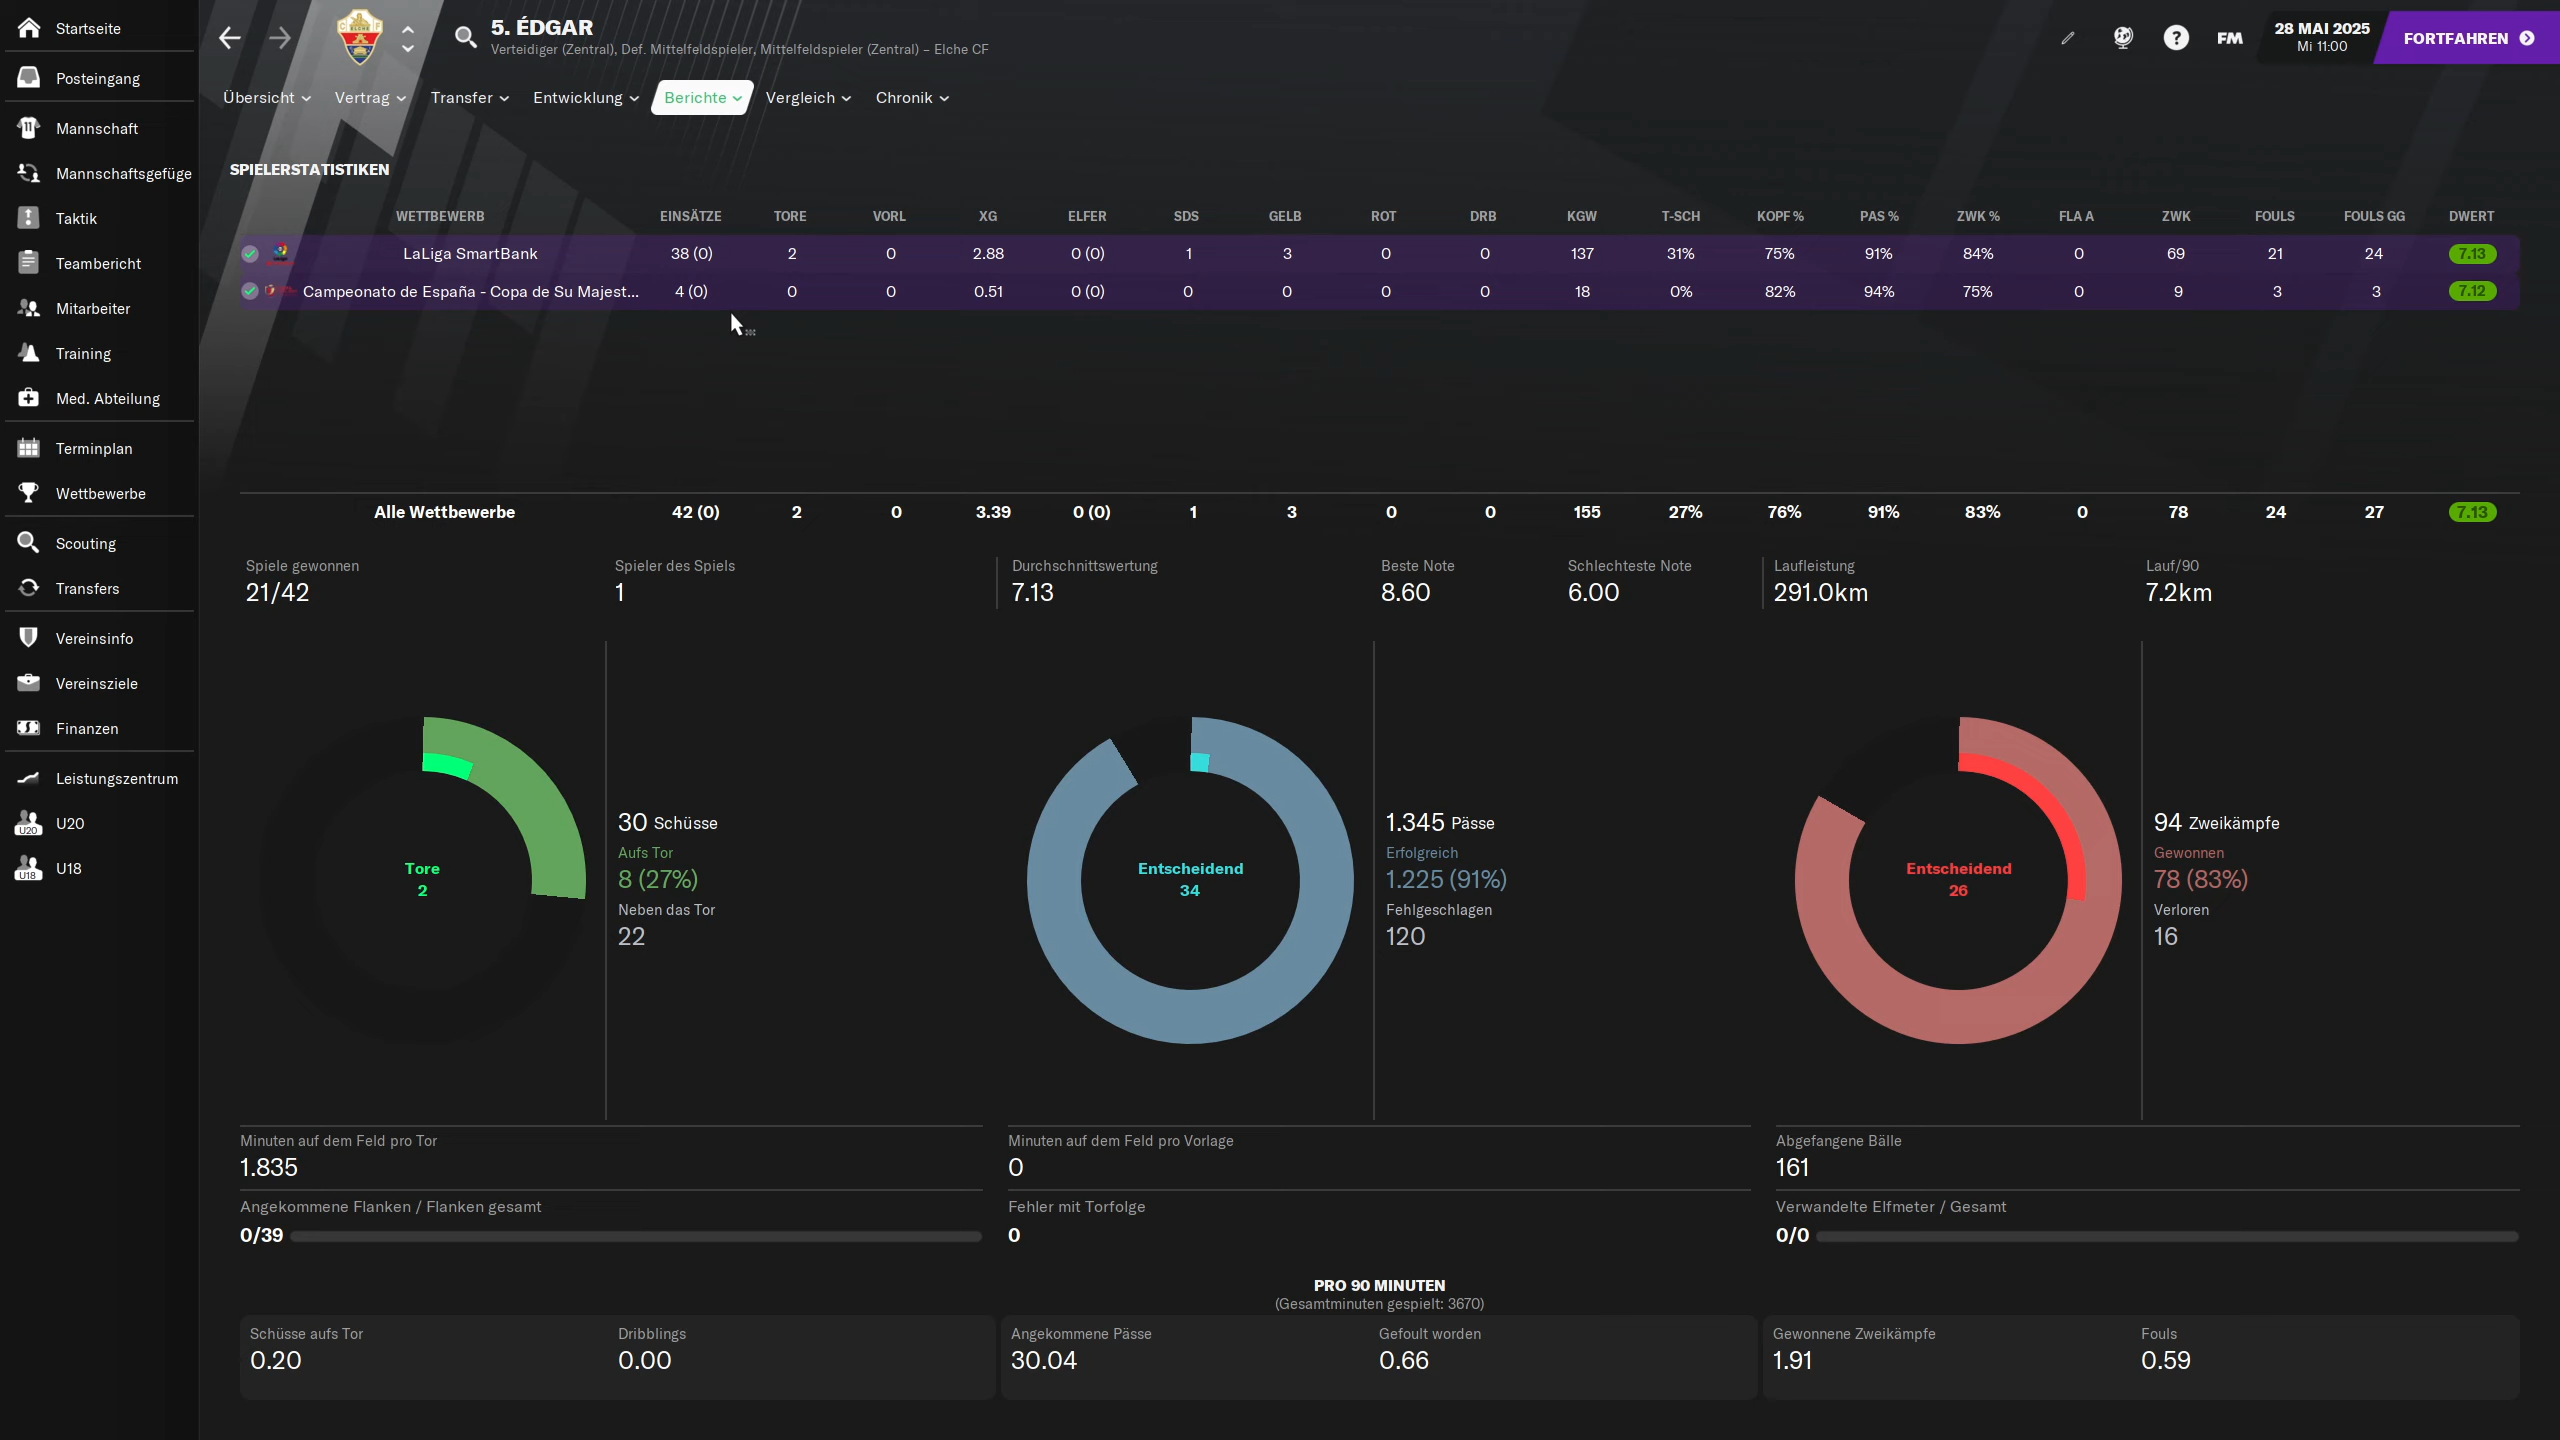 Startseite
Posteingang
Mannschaft
Mannschaftsgefüge
Taktik
Teambericht
Mitarbeiter
Training
Med. Abteilung
Terminplan
Wettbewerbe
Scouting
Transfers
Vereinsinfo
Vereinsziele
Finanzen
Leistungszentrum
U20 U20
U18 U18
5. ÉDGAR
Verteidiger (Zentral), Def. Mittelfeldspieler, Mittelfeldspieler (Zentral) – Elche CF
? FM
28 MAI 2025
Mi 11:00
FORTFAHREN
Übersicht Vertrag Transfer Entwicklung Berichte Vergleich Chronik
SPIELERSTATISTIKEN
WETTBEWERB EINSÄTZE TORE VORL XG ELFER SDS GELB ROT DRB KGW T-SCH KOPF % PAS % ZWK % FLA A ZWK FOULS FOULS GG DWERT
LaLiga SmartBank 38 (0) 2 0 2.88 0 (0) 1 3 0 0 137 31% 75% 91% 84% 0 69 21 24 7.13
Campeonato de España - Copa de Su Majest... 4 (0) 0 0 0.51 0 (0) 0 0 0 0 18 0% 82% 94% 75% 0 9 3 3 7.12
Alle Wettbewerbe 42 (0) 2 0 3.39 0 (0) 1 3 0 0 155 27% 76% 91% 83% 0 78 24 27 7.13
Spiele gewonnen Spieler des Spiels Durchschnittswertung Beste Note Schlechteste Note Laufleistung Lauf/90
21/42 1 7.13 8.60 6.00 291.0km 7.2km
Tore
2
30 Schüsse
Aufs Tor
8 (27%)
Neben das Tor
22
Entscheidend
34
1.345 Pässe
Erfolgreich
1.225 (91%)
Fehlgeschlagen
120
Entscheidend
26
94 Zweikämpfe
Gewonnen
78 (83%)
Verloren
16
Minuten auf dem Feld pro Tor Minuten auf dem Feld pro Vorlage Abgefangene Bälle
1.835 0 161
Angekommene Flanken / Flanken gesamt Fehler mit Torfolge Verwandelte Elfmeter / Gesamt
0/39 0 0/0
PRO 90 MINUTEN
(Gesamtminuten gespielt: 3670)
Schüsse aufs Tor Dribblings Angekommene Pässe Gefoult worden Gewonnene Zweikämpfe Fouls
0.20 0.00 30.04 0.66 1.91 0.59